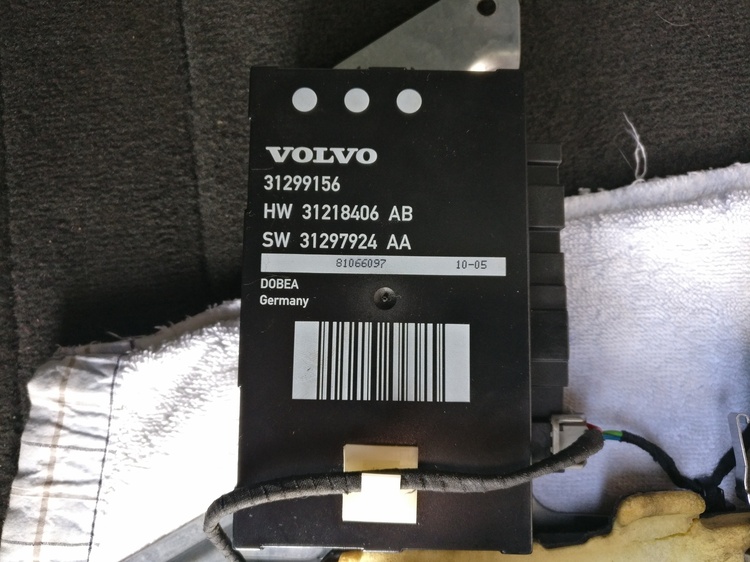 VOLVO
31299156
HW 31218406 AB
SW 31297924 AA
81066097 10-05
DOBEA
Germany